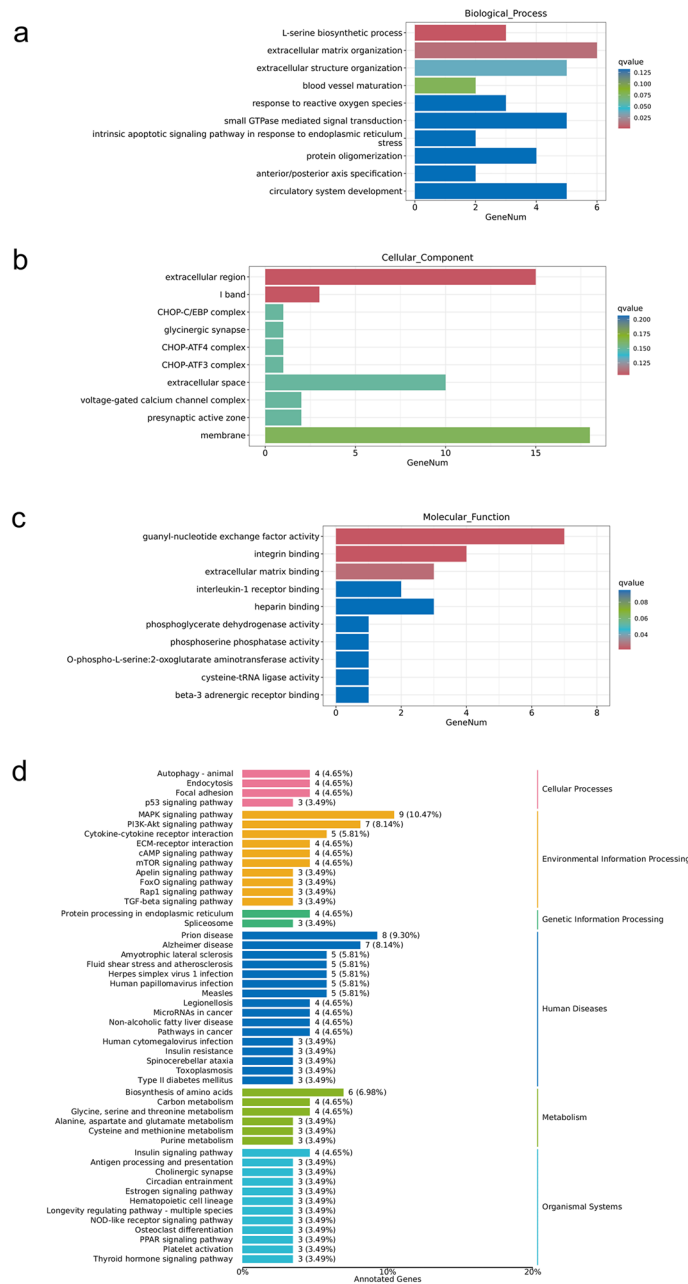 a
Biological_Process
L-serine biosynthetic process
extracellular matrix organization
extracellular structure organization
blood vessel maturation
response to reactive oxygen species
small GTPase mediated signal transduction
intrinsic apoptotic signaling pathway in response to endoplasmic reticulum
stress
protein oligomerization
anterior/posterior axis specification
circulatory system development
0 2 4 6
GeneNum
qvalue
0.125
0.100
0.075
0.050
0.025
b
Cellular_Component
extracellular region
I band
CHOP-C/EBP complex
glycinergic synapse
CHOP-ATF4 complex
CHOP-ATF3 complex
extracellular space
voltage-gated calcium channel complex
presynaptic active zone
membrane
0 5 10 15
GeneNum
qvalue
0.200
0.175
0.150
0.125
c
Molecular_Function
guanyl-nucleotide exchange factor activity
integrin binding
extracellular matrix binding
interleukin-1 receptor binding
heparin binding
phosphoglycerate dehydrogenase activity
phosphoserine phosphatase activity
O-phospho-L-serine:2-oxoglutarate aminotransferase activity
cysteine-tRNA ligase activity
beta-3 adrenergic receptor binding
0 2 4 6 8
GeneNum
qvalue
0.08
0.06
0.04
d
Autophagy - animal 4 (4.65%)
Endocytosis 4 (4.65%)
Focal adhesion 4 (4.65%)
p53 signaling pathway 3 (3.49%)
Cellular Processes
MAPK signaling pathway 9 (10.47%)
PI3K-Akt signaling pathway 7 (8.14%)
Cytokine-cytokine receptor interaction 5 (5.81%)
ECM-receptor interaction 4 (4.65%)
cAMP signaling pathway 4 (4.65%)
mTOR signaling pathway 4 (4.65%)
Apelin signaling pathway 3 (3.49%)
FoxO signaling pathway 3 (3.49%)
Rap1 signaling pathway 3 (3.49%)
TGF-beta signaling pathway 3 (3.49%)
Environmental Information Processing
Protein processing in endoplasmic reticulum 4 (4.65%)
Spliceosome 3 (3.49%)
Genetic Information Processing
Prion disease 8 (9.30%)
Alzheimer disease 7 (8.14%)
Amyotrophic lateral sclerosis 5 (5.81%)
Fluid shear stress and atherosclerosis 5 (5.81%)
Herpes simplex virus 1 infection 5 (5.81%)
Human papillomavirus infection 5 (5.81%)
Measles 5 (5.81%)
Legionellosis 4 (4.65%)
MicroRNAs in cancer 4 (4.65%)
Non-alcoholic fatty liver disease 4 (4.65%)
Pathways in cancer 4 (4.65%)
Human cytomegalovirus infection 3 (3.49%)
Insulin resistance 3 (3.49%)
Spinocerebellar ataxia 3 (3.49%)
Toxoplasmosis 3 (3.49%)
Type II diabetes mellitus 3 (3.49%)
Human Diseases
Biosynthesis of amino acids 6 (6.98%)
Carbon metabolism 4 (4.65%)
Glycine, serine and threonine metabolism 4 (4.65%)
Alanine, aspartate and glutamate metabolism 3 (3.49%)
Cysteine and methionine metabolism 3 (3.49%)
Purine metabolism 3 (3.49%)
Metabolism
Insulin signaling pathway 4 (4.65%)
Antigen processing and presentation 3 (3.49%)
Cholinergic synapse 3 (3.49%)
Circadian entrainment 3 (3.49%)
Estrogen signaling pathway 3 (3.49%)
Hematopoietic cell lineage 3 (3.49%)
Longevity regulating pathway - multiple species 3 (3.49%)
NOD-like receptor signaling pathway 3 (3.49%)
Osteoclast differentiation 3 (3.49%)
PPAR signaling pathway 3 (3.49%)
Platelet activation 3 (3.49%)
Thyroid hormone signaling pathway 3 (3.49%)
Organismal Systems
0% 10% 20%
Annotated Genes